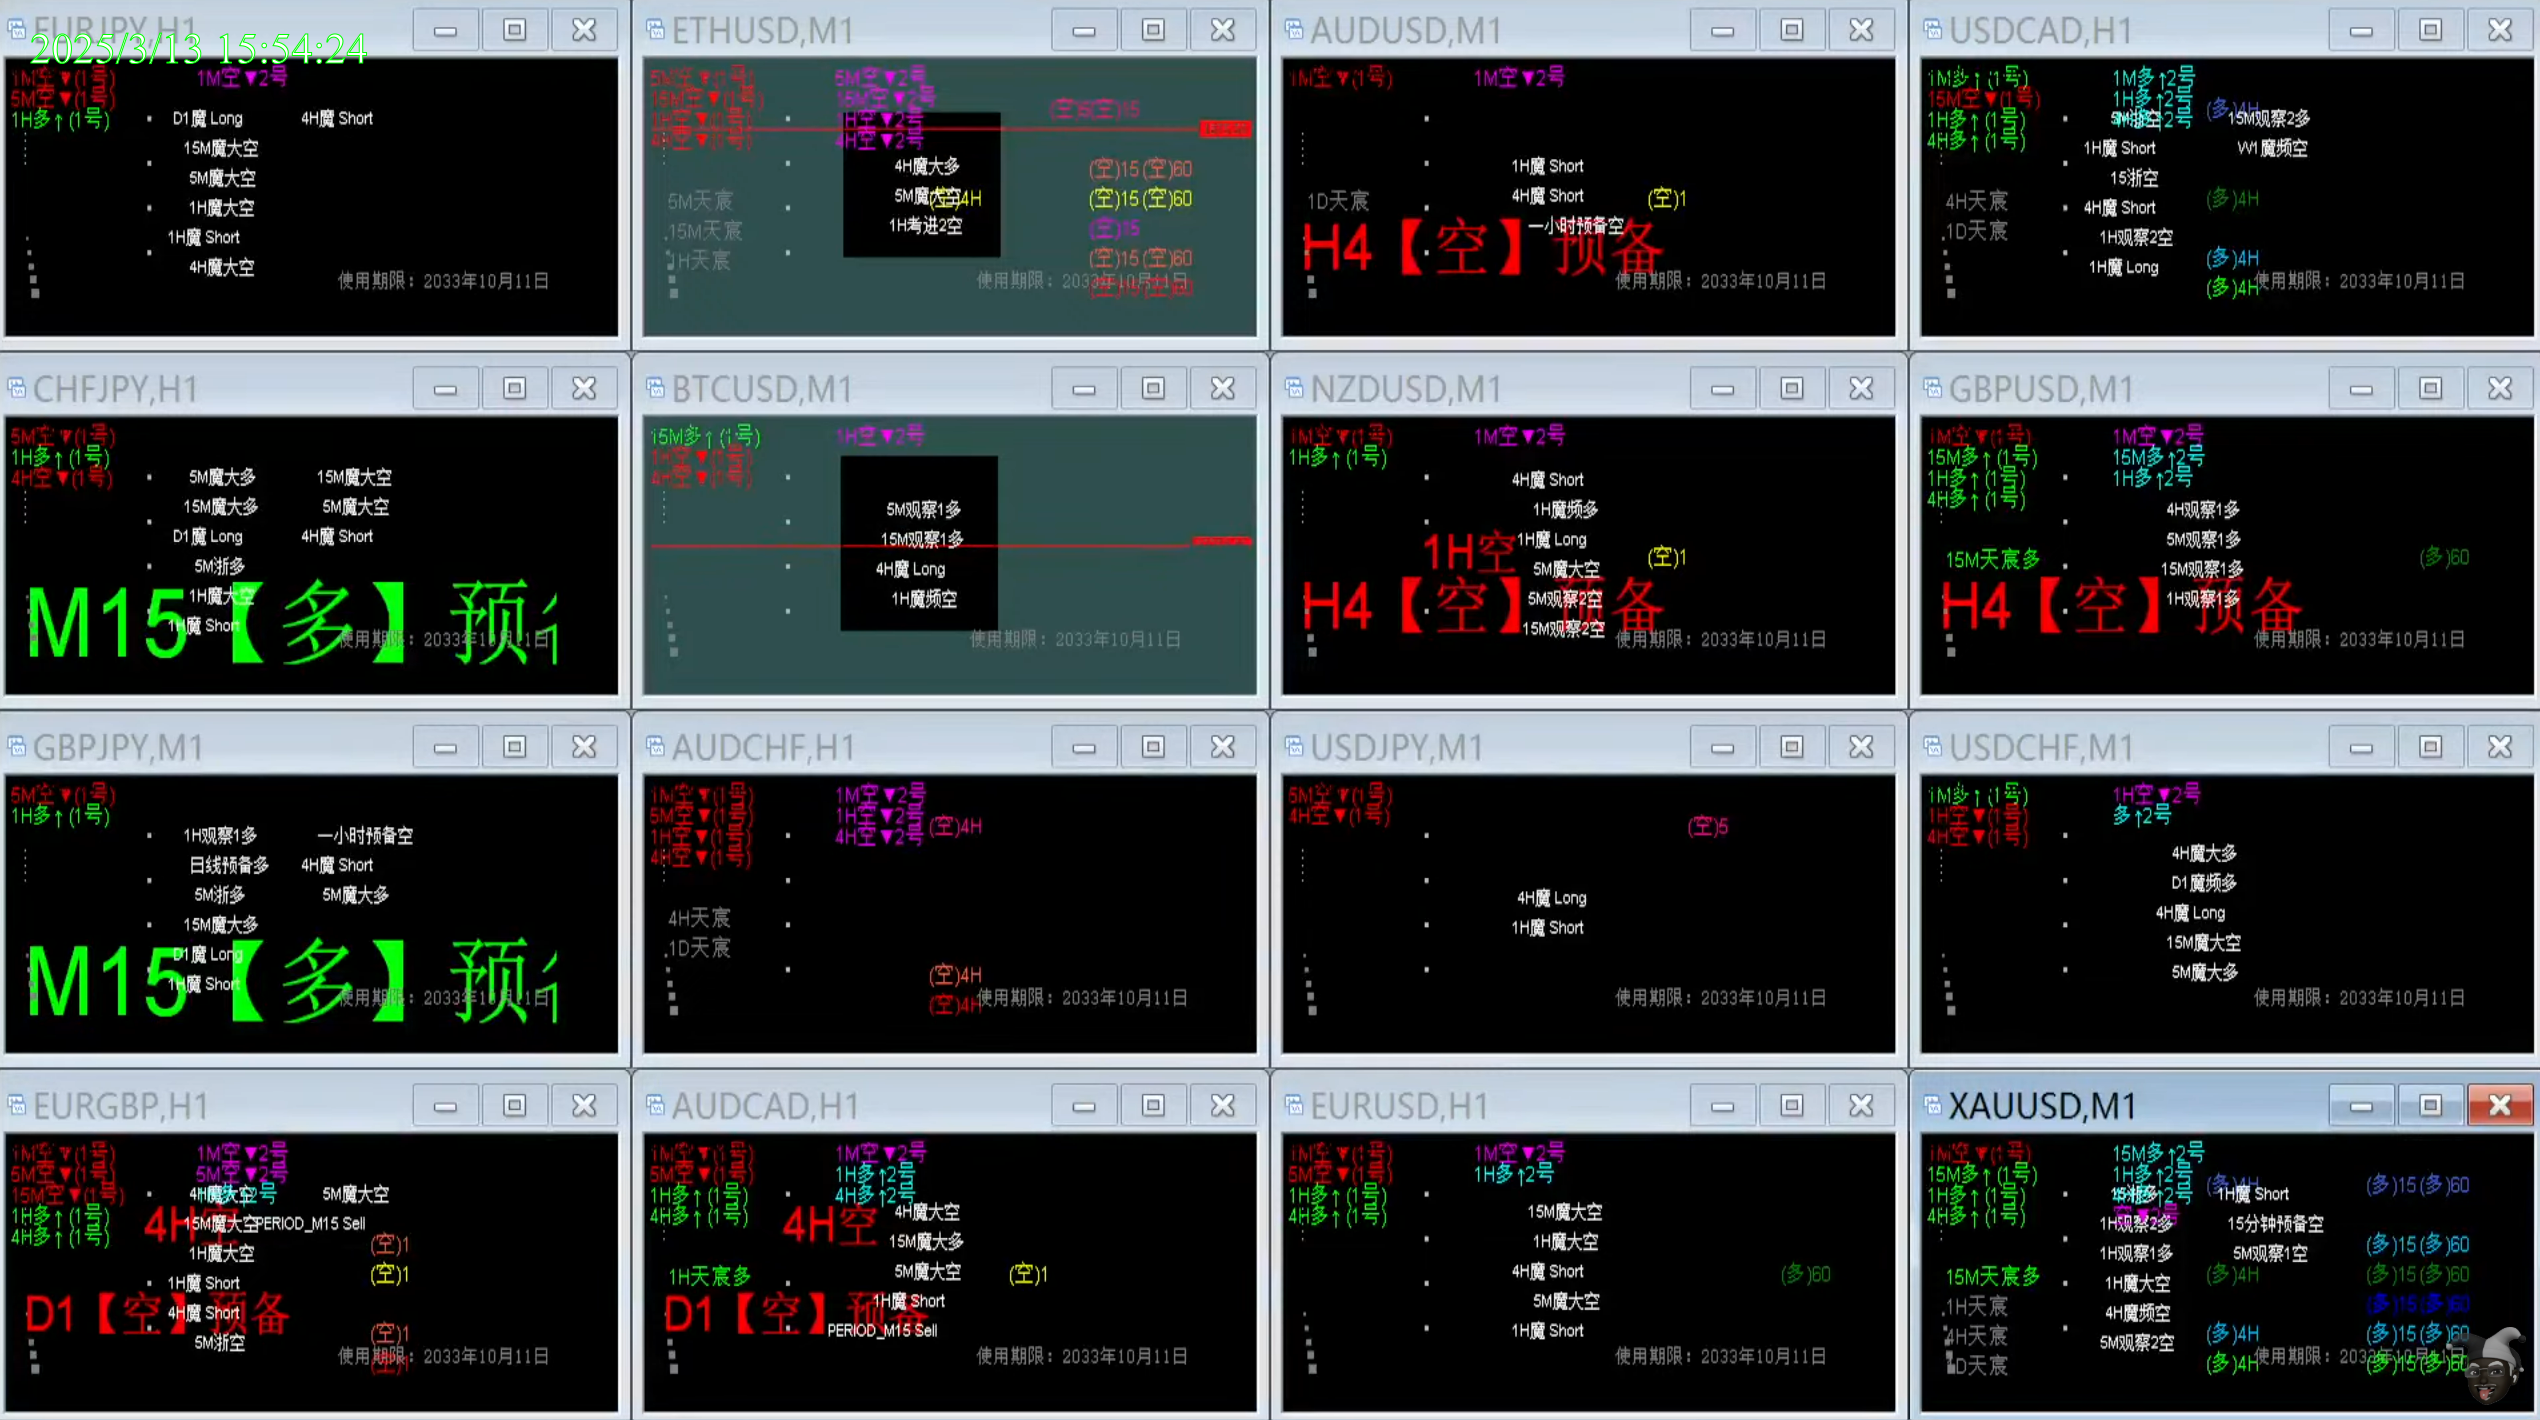 EURJPY,H1
2025/3/13 15:54:24
1M空▼(1号)
1M空▼2号
5M空▼(1号)
1H多↑(1号)
D1魔 Long
4H魔 Short
15M魔大空
5M魔大空
1H魔大空
1H魔 Short
4H魔大空
使用期限: 2033年10月11日
ETHUSD,M1
5M空▼(1号)
5M空▼2号
15M空▼(1号)
15M空▼2号
1H空▼(1号)
1H空▼2号
4H空▼(1号)
4H空▼2号
4H魔大多
(空)15(空)60
5M天宸
5M魔大空
(空)4H
(空)15(空)60
15M天宸
1H考进2空
(空)15
1H天宸
(空)15(空)60
使用期限: 2033年10月11日
AUDUSD,M1
1M空▼(1号)
1M空▼2号
1H魔 Short
1D天宸
4H魔 Short
(空)1
一小时预备空
H4【空】预备
使用期限: 2033年10月11日
USDCAD,H1
1M多↑(1号)
1M多↑2号
15M空▼(1号)
1H多↑2号
(多)4H
1H多↑(1号)
4H多↑2号
15M观察2多
4H多↑(1号)
1H魔 Short
W1魔频空
15浙空
4H天宸
4H魔 Short
(多)4H
1D天宸
1H观察2空
(多)4H
1H魔 Long
(多)4H
使用期限: 2033年10月11日
CHFJPY,H1
5M空▼(1号)
1H多↑(1号)
4H空▼(1号)
5M魔大多
15M魔大空
15M魔大多
5M魔大空
D1魔 Long
4H魔 Short
5M浙多
1H魔大空
1H魔 Short
M15【多】预
使用期限: 2033年10月11日
BTCUSD,M1
15M多↑(1号)
1H空▼2号
1H空▼(1号)
4H空▼(1号)
5M观察1多
15M观察1多
4H魔 Long
1H魔频空
使用期限: 2033年10月11日
NZDUSD,M1
1M空▼(1号)
1M空▼2号
1H多↑(1号)
4H魔 Short
1H魔频多
1H空
1H魔 Long
5M魔大空
(空)1
5M观察2空
H4【空】预备
15M观察2空
使用期限: 2033年10月11日
GBPUSD,M1
1M空▼(1号)
1M空▼2号
15M多↑(1号)
15M多↑2号
1H多↑(1号)
1H多↑2号
4H多↑(1号)
4H观察1多
5M观察1多
15M天宸多
15M观察1多
(多)60
1H观察1多
H4【空】预备
使用期限: 2033年10月11日
GBPJPY,M1
5M空▼(1号)
1H多↑(1号)
1H观察1多
一小时预备空
日线预备多
4H魔 Short
5M浙多
5M魔大多
15M魔大多
D1魔 Long
1H魔 Short
M15【多】预
使用期限: 2033年10月11日
AUDCHF,H1
1M空▼(1号)
1M空▼2号
5M空▼(1号)
1H空▼2号
(空)4H
1H空▼(1号)
4H空▼2号
4H空▼(1号)
4H天宸
1D天宸
(空)4H
(空)4H
使用期限: 2033年10月11日
USDJPY,M1
5M空▼(1号)
4H空▼(1号)
(空)5
4H魔 Long
1H魔 Short
使用期限: 2033年10月11日
USDCHF,M1
1M多↑(1号)
1H空▼2号
1H空▼(1号)
多↑2号
4H空▼(1号)
4H魔大多
D1魔频多
4H魔 Long
15M魔大空
5M魔大多
使用期限: 2033年10月11日
EURGBP,H1
1M空▼(1号)
1M空▼2号
5M空▼(1号)
5M空▼2号
15M空▼(1号)
4H魔大空
5M魔大空
1H多↑(1号)
4H多↑(1号)
4H空
15M魔大空
PERIOD_M15 Sell
1H魔大空
(空)1
(空)1
1H魔 Short
4H魔 Short
D1【空】预备
5M浙空
(空)1
(空)1
使用期限: 2033年10月11日
AUDCAD,H1
1M空▼(1号)
1M空▼2号
5M空▼(1号)
1H多↑2号
1H多↑(1号)
4H多↑2号
4H多↑(1号)
4H空
4H魔大空
15M魔大多
1H天宸多
5M魔大空
(空)1
1H魔 Short
D1【空】预备
PERIOD_M15 Sell
使用期限: 2033年10月11日
EURUSD,H1
1M空▼(1号)
1M空▼2号
5M空▼(1号)
1H多↑2号
1H多↑(1号)
4H多↑(1号)
15M魔大空
1H魔大空
4H魔 Short
(多)60
5M魔大空
1H魔 Short
使用期限: 2033年10月11日
XAUUSD,M1
1M空▼(1号)
15M多↑2号
15M多↑(1号)
1H多↑2号
(多)4H
(多)15(多)60
1H多↑(1号)
1H魔 Short
4H多↑(1号)
1H观察2多
15分钟预备空
1H观察1多
5M观察1空
(多)15(多)60
15M天宸多
1H魔大空
(多)4H
(多)15(多)60
1H天宸
4H魔频空
(多)15(多)60
4H天宸
5M观察2空
(多)4H
(多)15(多)60
1D天宸
(多)4H
(多)15(多)60